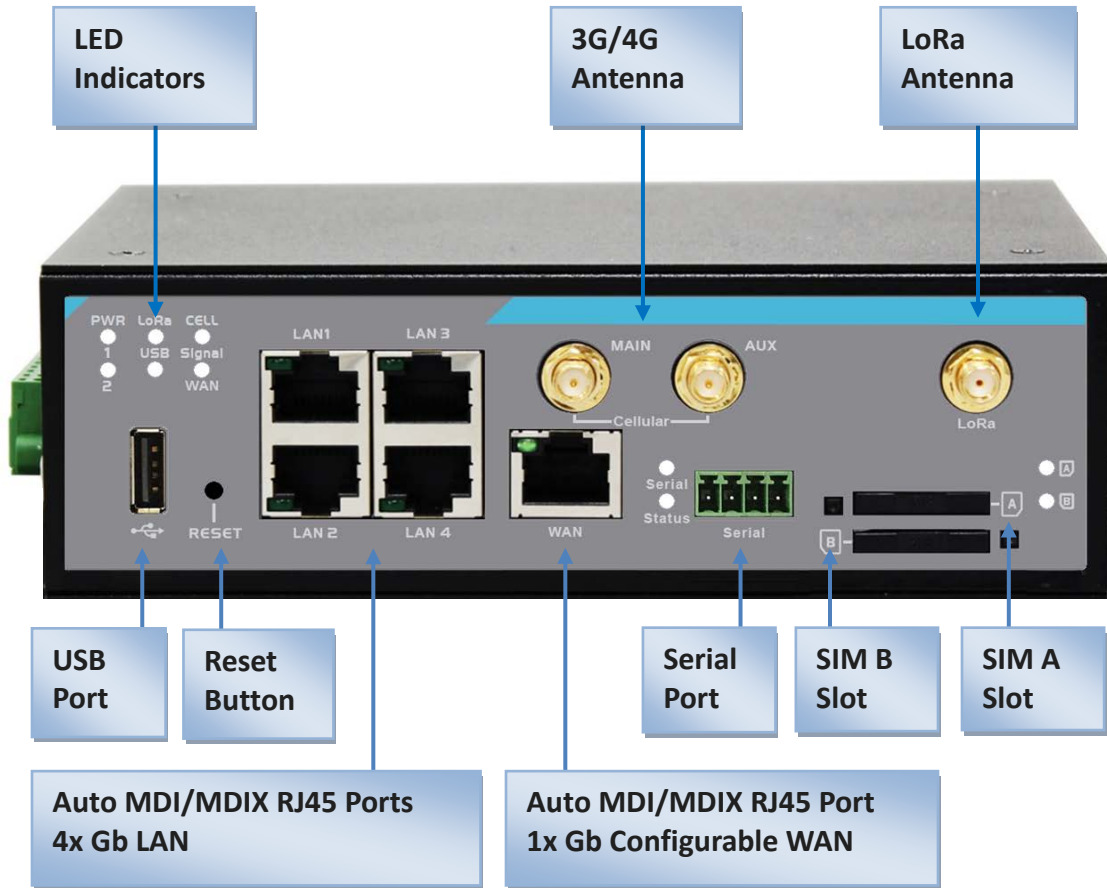 LED
Indicators
3G/4G
Antenna
LoRa
Antenna
PWR LoRa CELL
1 USB Signal
2 WAN
LAN1
LAN 3
MAIN
AUX
Cellular
LoRa
RESET
LAN 2
LAN 4
WAN
Serial
Status
Serial
A
B
A
B
USB
Port
Reset
Button
Serial
Port
SIM B
Slot
SIM A
Slot
Auto MDI/MDIX RJ45 Ports
4x Gb LAN
Auto MDI/MDIX RJ45 Port
1x Gb Configurable WAN